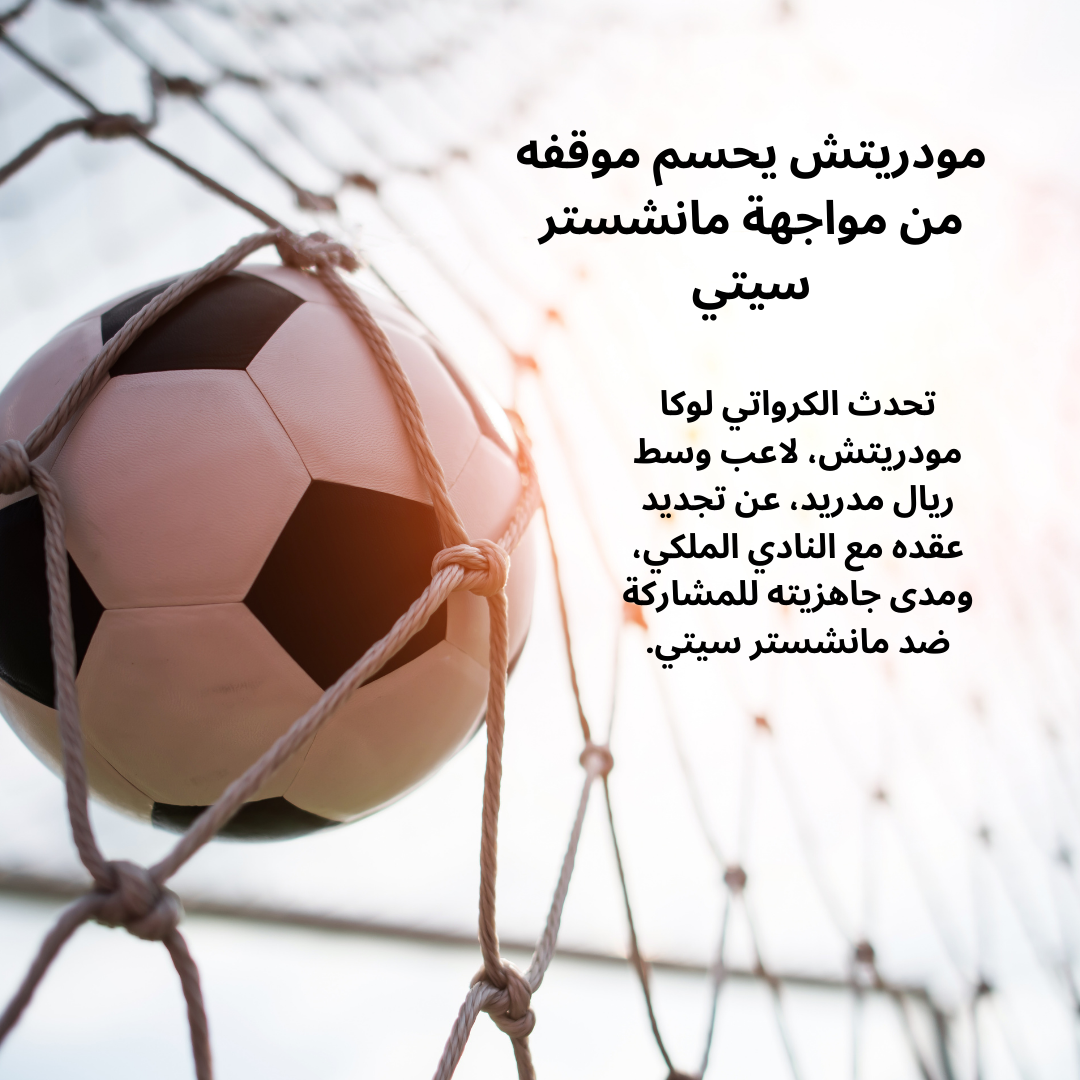 مودريتش يحسم موقفه
من مواجهة مانشستر
سيتي
تحدث الكرواتي لوكا
مودريتش، لاعب وسط
ريال مدريد، عن تجديد
عقده مع النادي الملكي،
ومدى جاهزيته للمشاركة
ضد مانشستر سيتي.